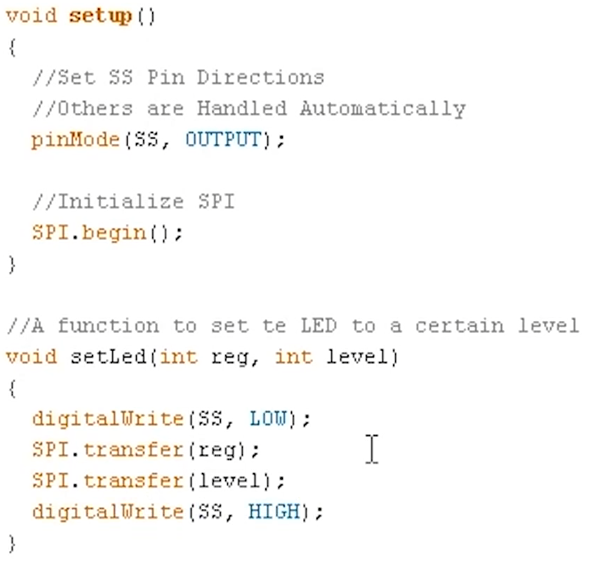 void setup()
{
  //Set SS Pin Directions
  //Others are Handled Automatically
  pinMode(SS, OUTPUT);

  //Initialize SPI
  SPI.begin();
}

//A function to set te LED to a certain level
void setLed(int reg, int level)
{
  digitalWrite(SS, LOW);
  SPI.transfer(reg);
  SPI.transfer(level);
  digitalWrite(SS, HIGH);
}